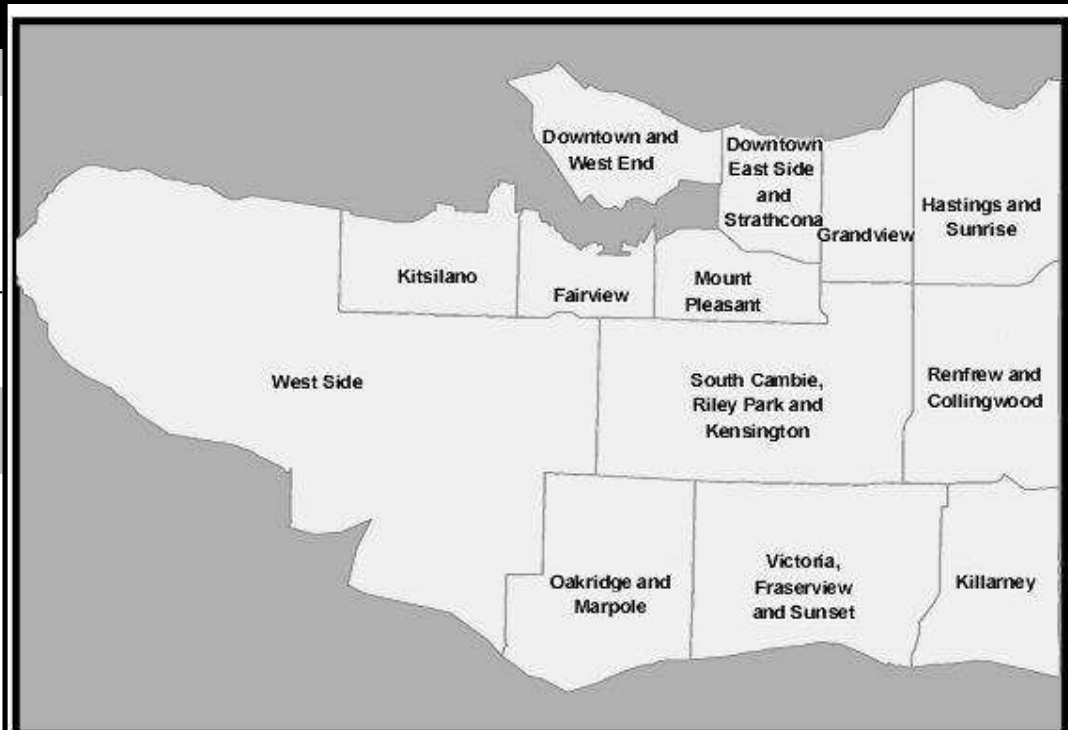 Downtown and
West End
Downtown
East Side
and
Strathcona
Grandview
Hastings and
Sunrise
Kitsilano
Fairview
Mount
Pleasant
West Side
South Cambie,
Riley Park and
Kensington
Renfrew and
Collingwood
Oakridge and
Marpole
Victoria,
Fraserview
and Sunset
Killarney